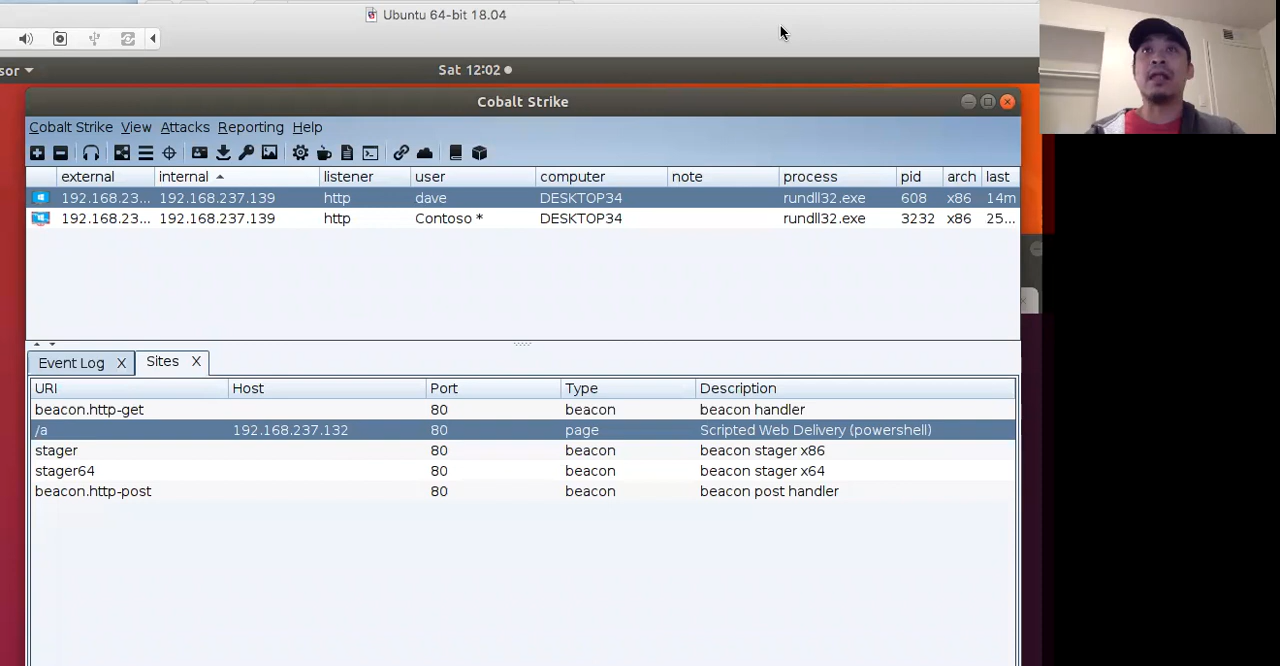 Ubuntu 64-bit 18.04
sor
Sat 12:02
Cobalt Strike
Cobalt Strike View Attacks Reporting Help
external internal listener user computer note process pid arch last
192.168.23... 192.168.237.139 http dave DESKTOP34 rundll32.exe 608 x86 14m
192.168.23... 192.168.237.139 http Contoso * DESKTOP34 rundll32.exe 3232 x86 25...
Event Log X Sites X
URI Host Port Type Description
beacon.http-get 80 beacon beacon handler
/a 192.168.237.132 80 page Scripted Web Delivery (powershell)
stager 80 beacon beacon stager x86
stager64 80 beacon beacon stager x64
beacon.http-post 80 beacon beacon post handler